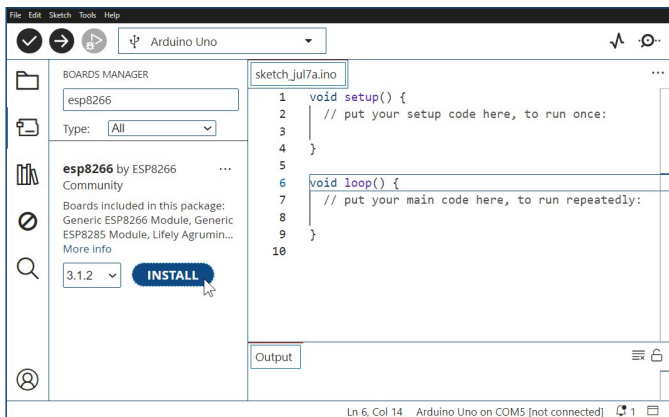 File Edit Sketch Tools Help
Arduino Uno
BOARDS MANAGER
esp8266
Type: All
esp8266 by ESP8266
Community
Boards included in this package:
Generic ESP8266 Module, Generic
ESP8285 Module, Lifely Agrumin...
More info
3.1.2 INSTALL
sketch_jul7a.ino
1 void setup() {
2 // put your setup code here, to run once:
3
4 }
5
6 void loop() {
7 // put your main code here, to run repeatedly:
8
9 }
10
Output
Ln 6, Col 14 Arduino Uno on COM5 [not connected] 1